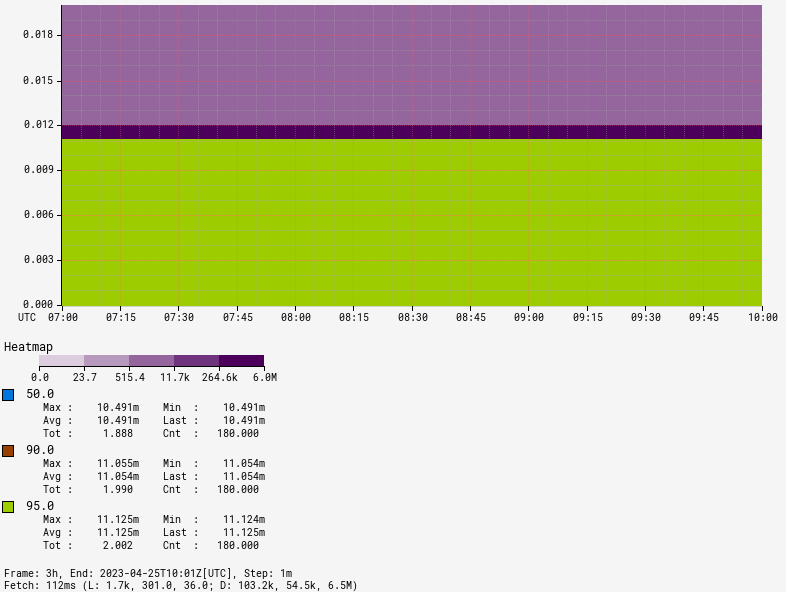 0.018
0.015
0.012
0.009
0.006
0.003
0.000
UTC 07:00 07:15 07:30 07:45 08:00 08:15 08:30 08:45 09:00 09:15 09:30 09:45 10:00
Heatmap
0.0 23.7 515.4 11.7k 264.6k 6.0M
50.0
Max : 10.491m Min : 10.491m
Avg : 10.491m Last : 10.491m
Tot : 1.888 Cnt : 180.000
90.0
Max : 11.055m Min : 11.054m
Avg : 11.054m Last : 11.054m
Tot : 1.990 Cnt : 180.000
95.0
Max : 11.125m Min : 11.124m
Avg : 11.125m Last : 11.125m
Tot : 2.002 Cnt : 180.000
Frame: 3h, End: 2023-04-25T10:01Z[UTC], Step: 1m
Fetch: 112ms (L: 1.7k, 301.0, 36.0; D: 103.2k, 54.5k, 6.5M)